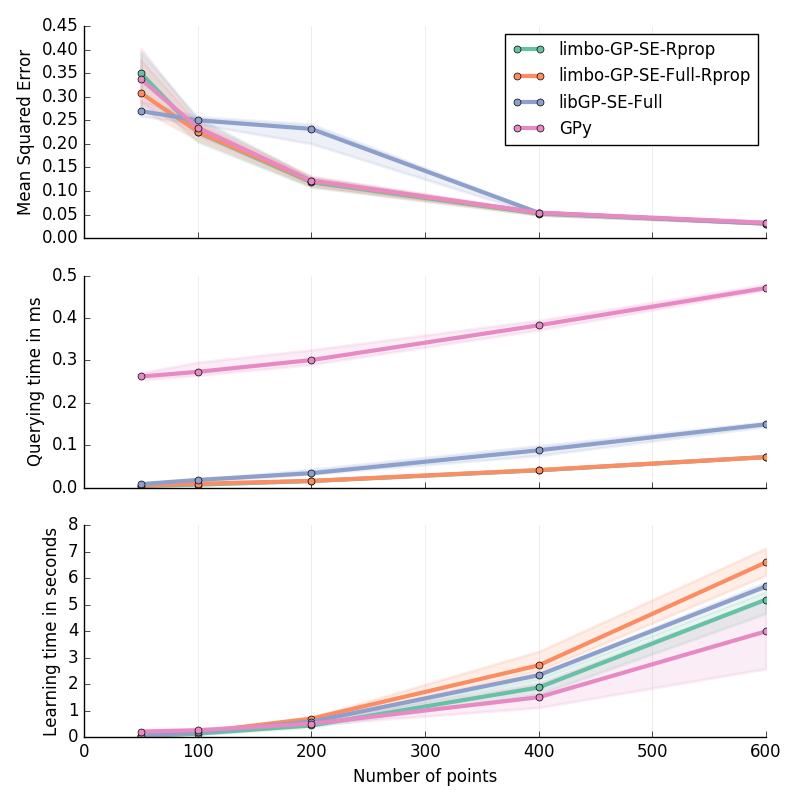 0.45
0.40
0.35
0.30
0.25
0.20
0.15
0.10
0.05
0.00
Mean Squared Error
limbo-GP-SE-Rprop
limbo-GP-SE-Full-Rprop
libGP-SE-Full
GPy
0.5
0.4
0.3
0.2
0.1
0.0
Querying time in ms
8
7
6
5
4
3
2
1
0
Learning time in seconds
0 100 200 300 400 500 600
Number of points